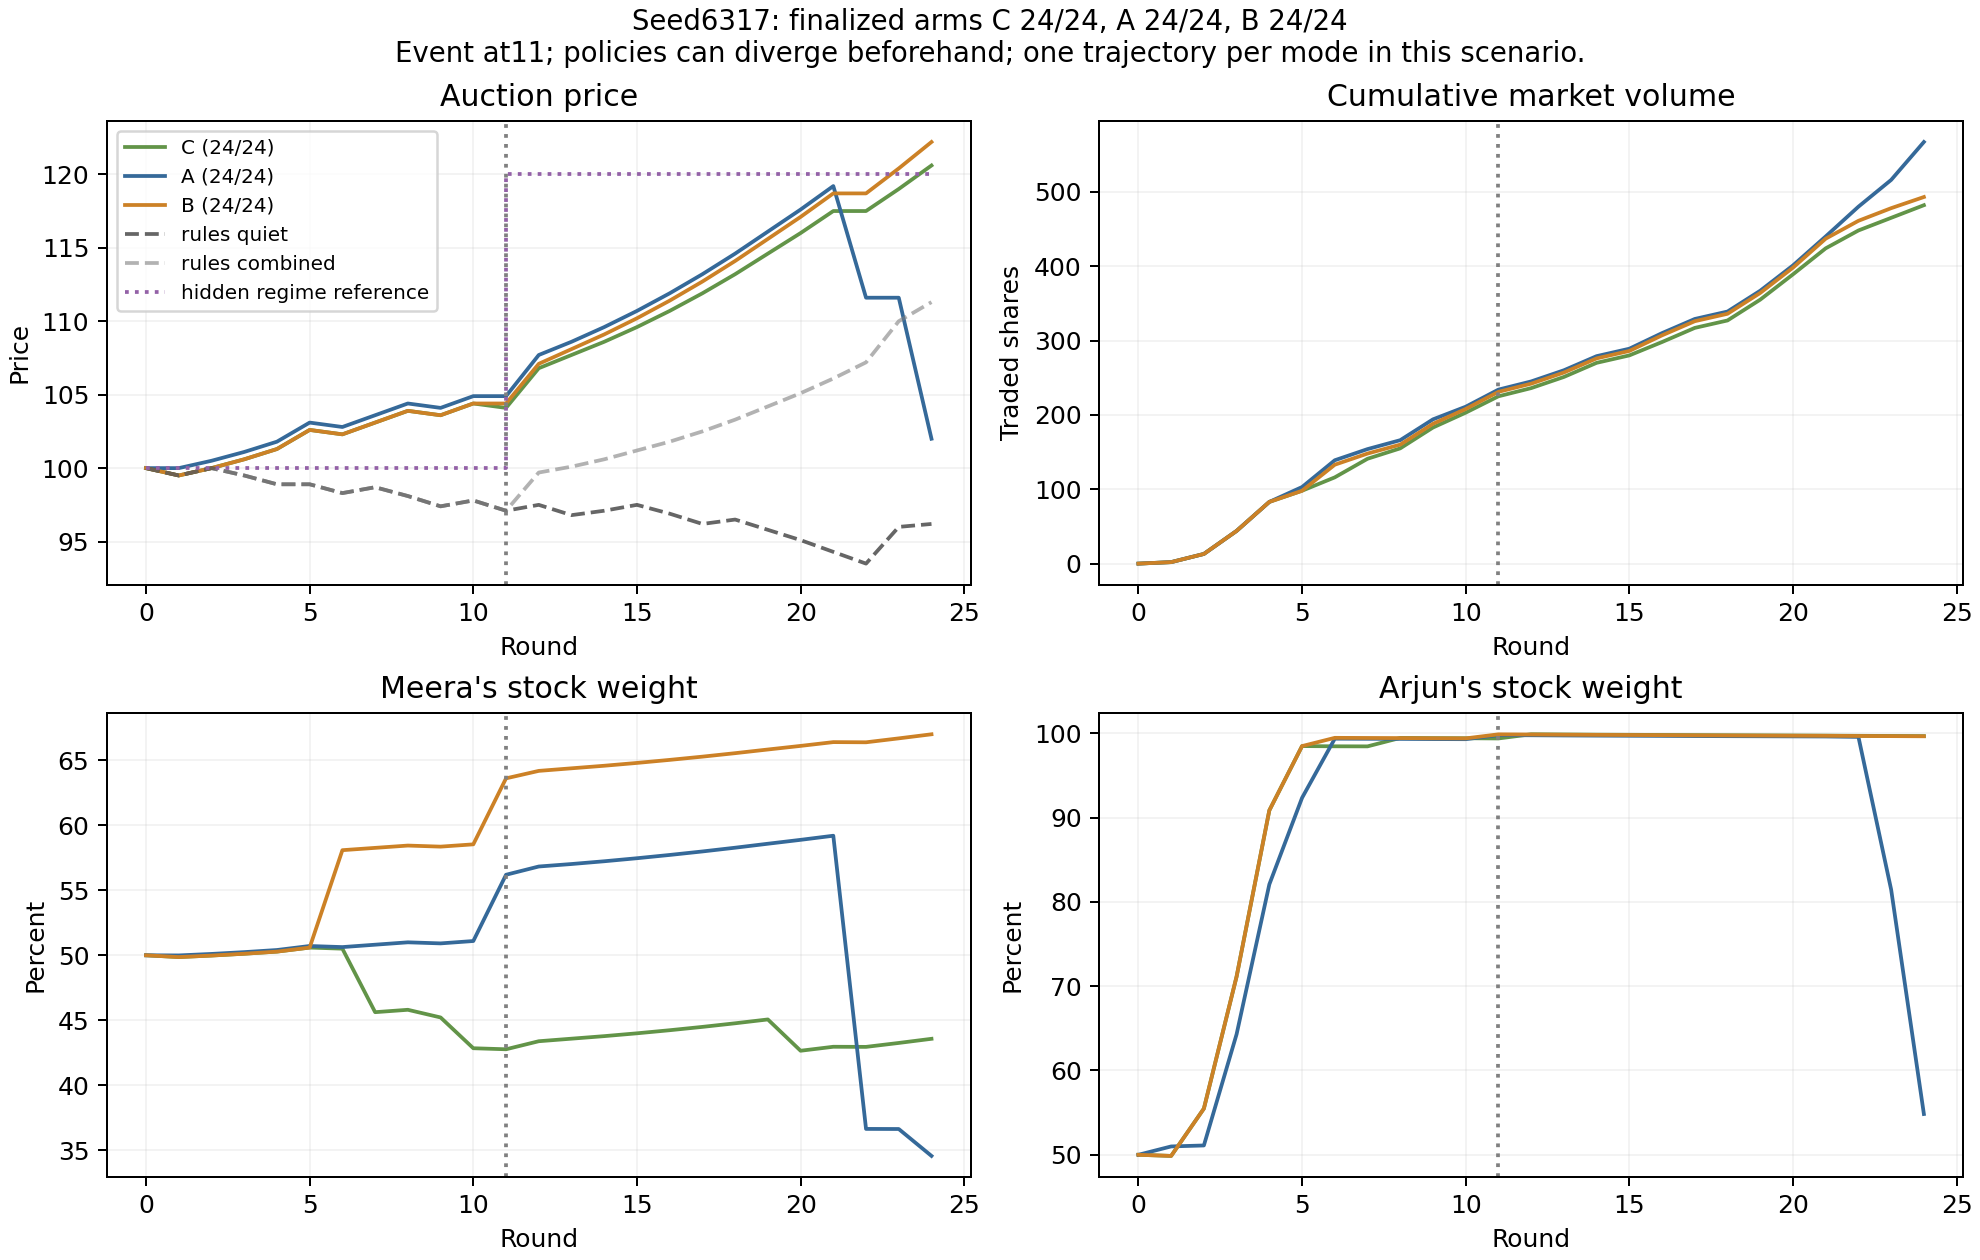 Seed6317: finalized arms C 24/24, A 24/24, B 24/24
Event at11; policies can diverge beforehand; one trajectory per mode in this scenario.
Auction price
C (24/24)
A (24/24)
B (24/24)
rules quiet
rules combined
hidden regime reference
Price
120
115
110
105
100
95
0 5 10 15 20 25
Round
Cumulative market volume
Traded shares
500
400
300
200
100
0
0 5 10 15 20 25
Round
Meera's stock weight
Percent
65
60
55
50
45
40
35
0 5 10 15 20 25
Round
Arjun's stock weight
Percent
100
90
80
70
60
50
0 5 10 15 20 25
Round